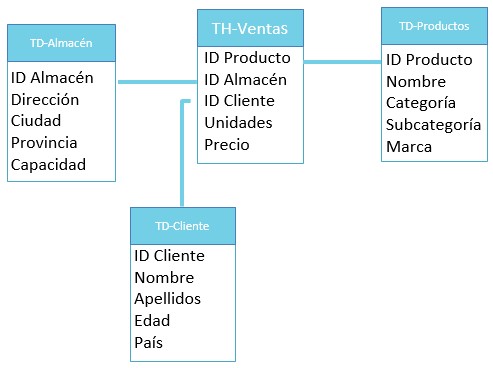 TD-Almacén
ID Almacén
Dirección
Ciudad
Provincia
Capacidad
TH-Ventas
ID Producto
ID Almacén
ID Cliente
Unidades
Precio
TD-Productos
ID Producto
Nombre
Categoría
Subcategoría
Marca
TD-Cliente
ID Cliente
Nombre
Apellidos
Edad
País